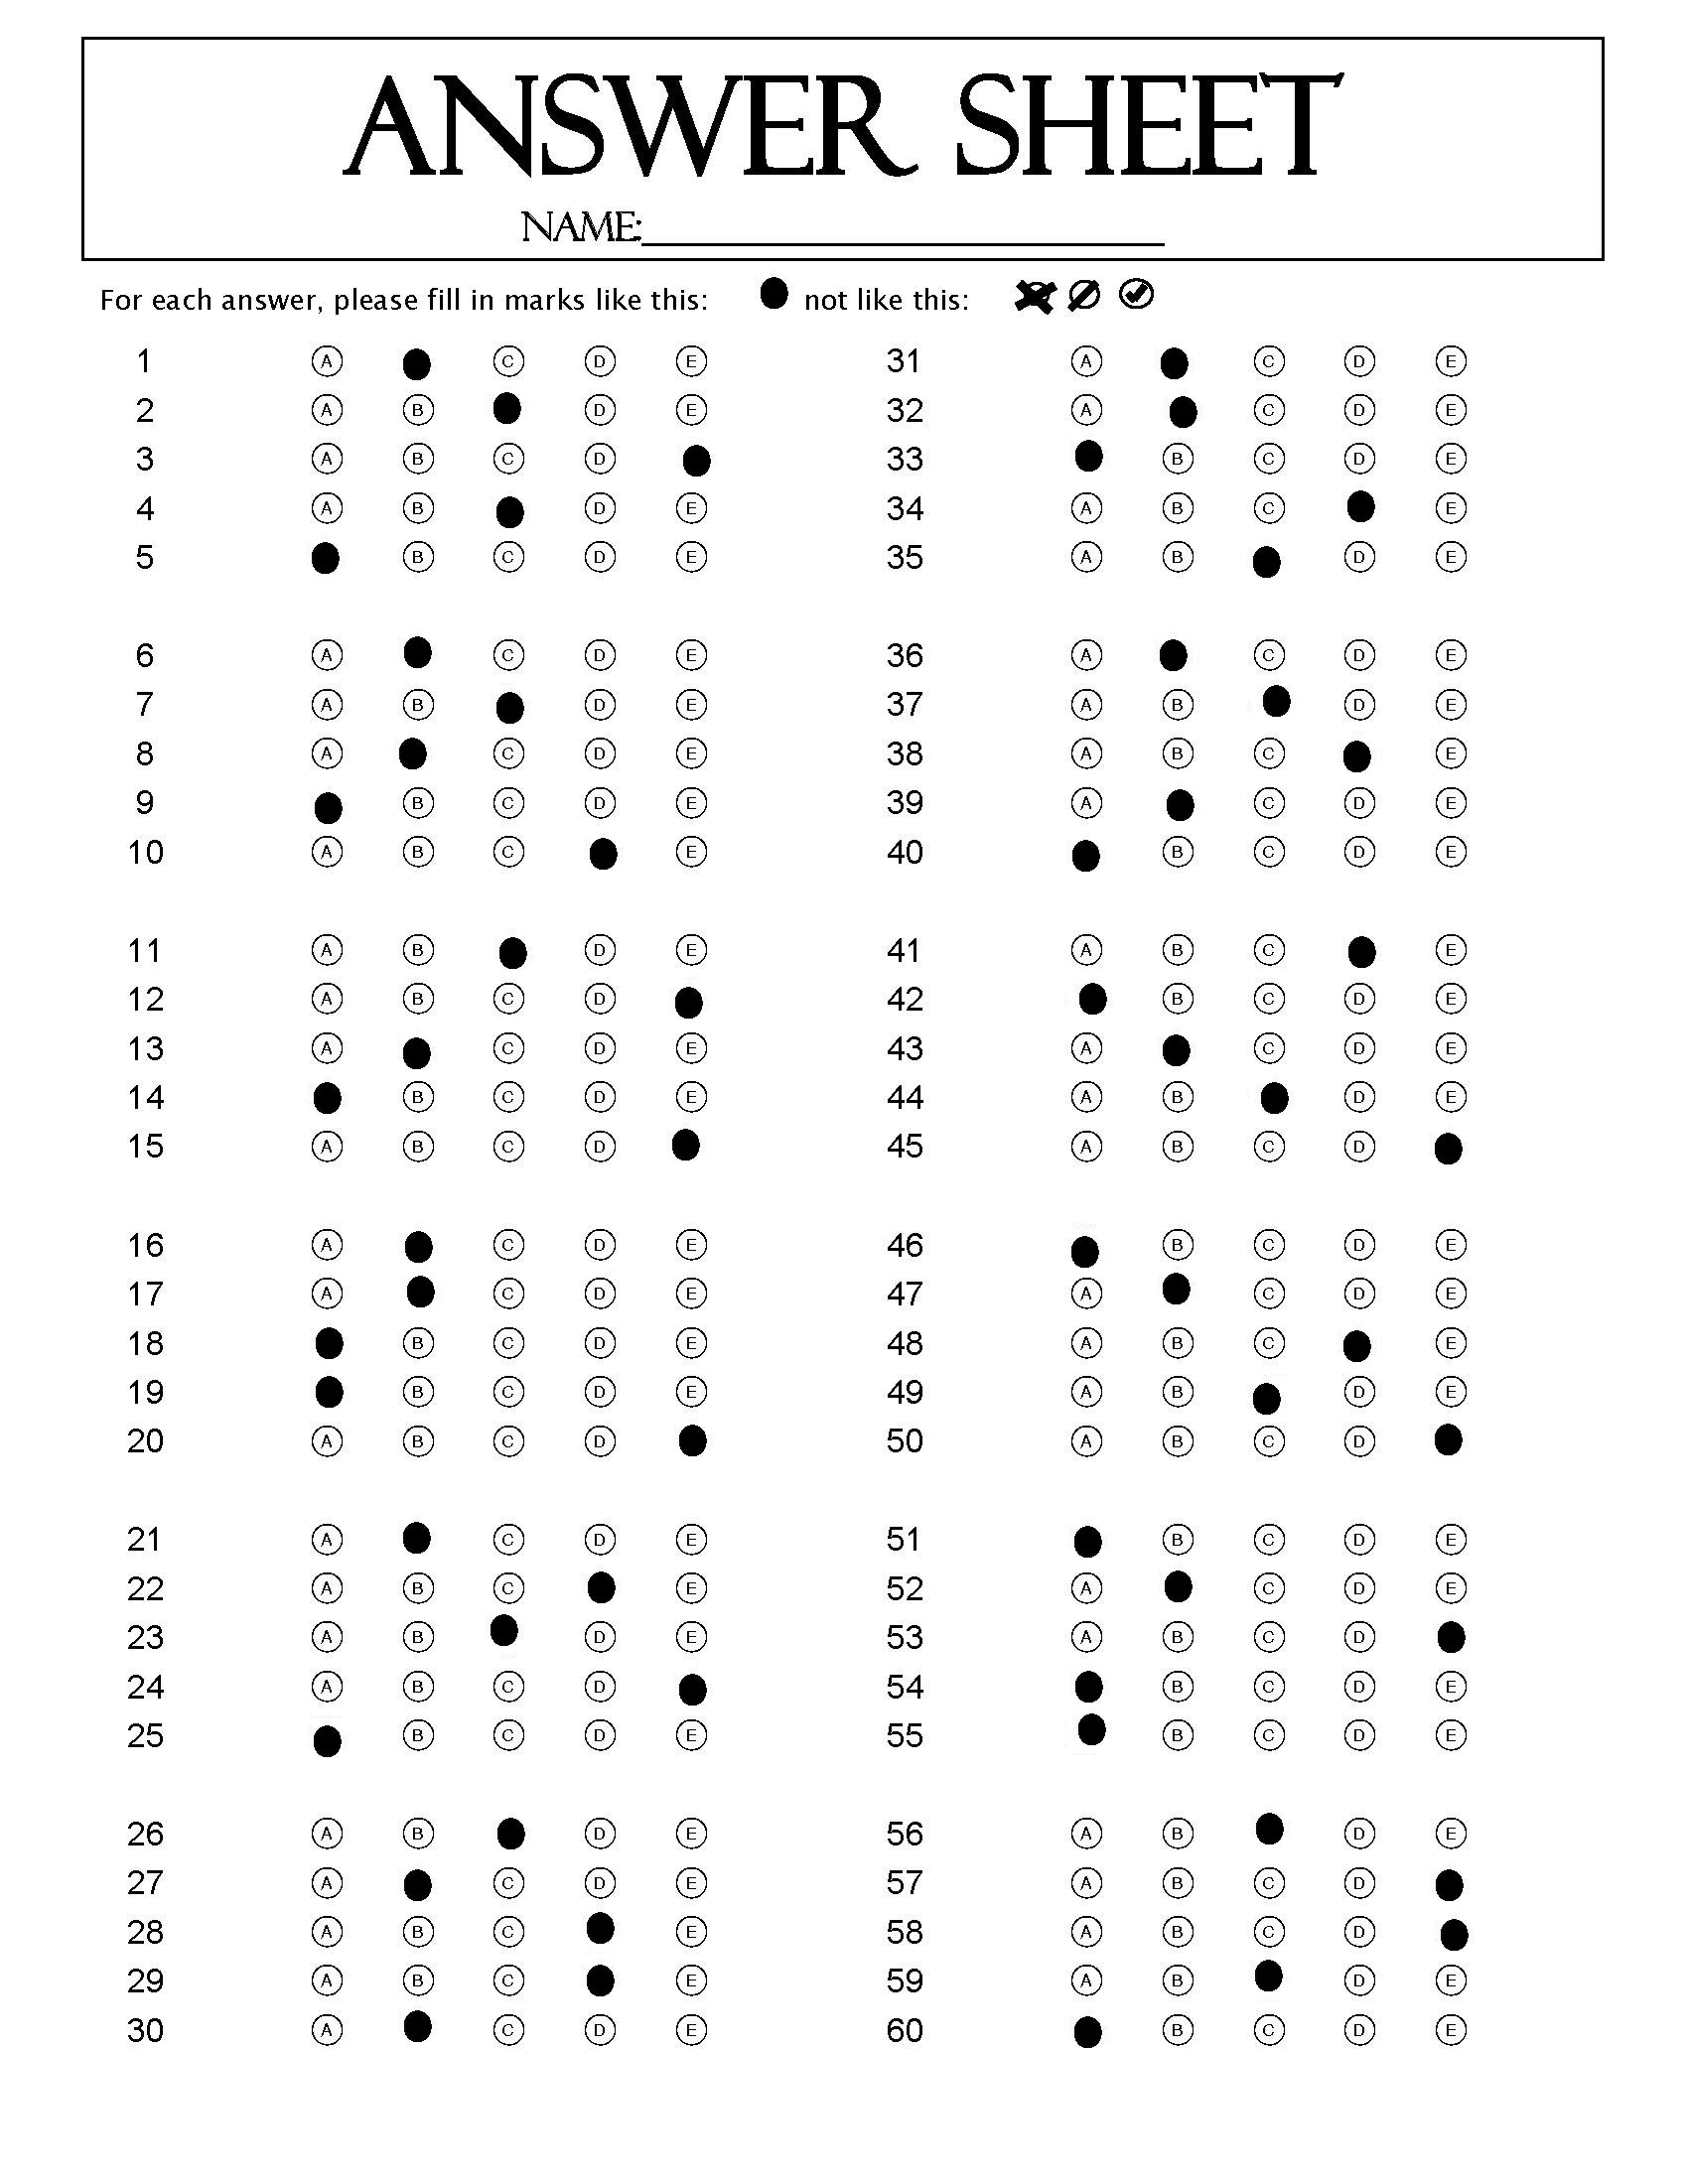 ANSWER SHEET
NAME:
For each answer, please fill in marks like this: not like this:
1 A C D E 31 A C D E
2 A B D E 32 A C D E
3 A B C D 33 B C D E
4 A B D E 34 A B C E
5 B C D E 35 A B D E
6 A C D E 36 A C D E
7 A B D E 37 A B D E
8 A C D E 38 A B C E
9 B C D E 39 A C D E
10 A B C E 40 B C D E
11 A B D E 41 A B C E
12 A B C D 42 B C D E
13 A C D E 43 A C D E
14 B C D E 44 A B D E
15 A B C D 45 A B C D
16 A C D E 46 B C D E
17 A C D E 47 A C D E
18 B C D E 48 A B C E
19 B C D E 49 A B D E
20 A B C D 50 A B C D
21 A C D E 51 B C D E
22 A B C E 52 A C D E
23 A B D E 53 A B C D
24 A B C D 54 B C D E
25 B C D E 55 B C D E
26 A B D E 56 A B D E
27 A C D E 57 A B C D
28 A B C E 58 A B C D
29 A B C E 59 A B D E
30 A C D E 60 B C D E